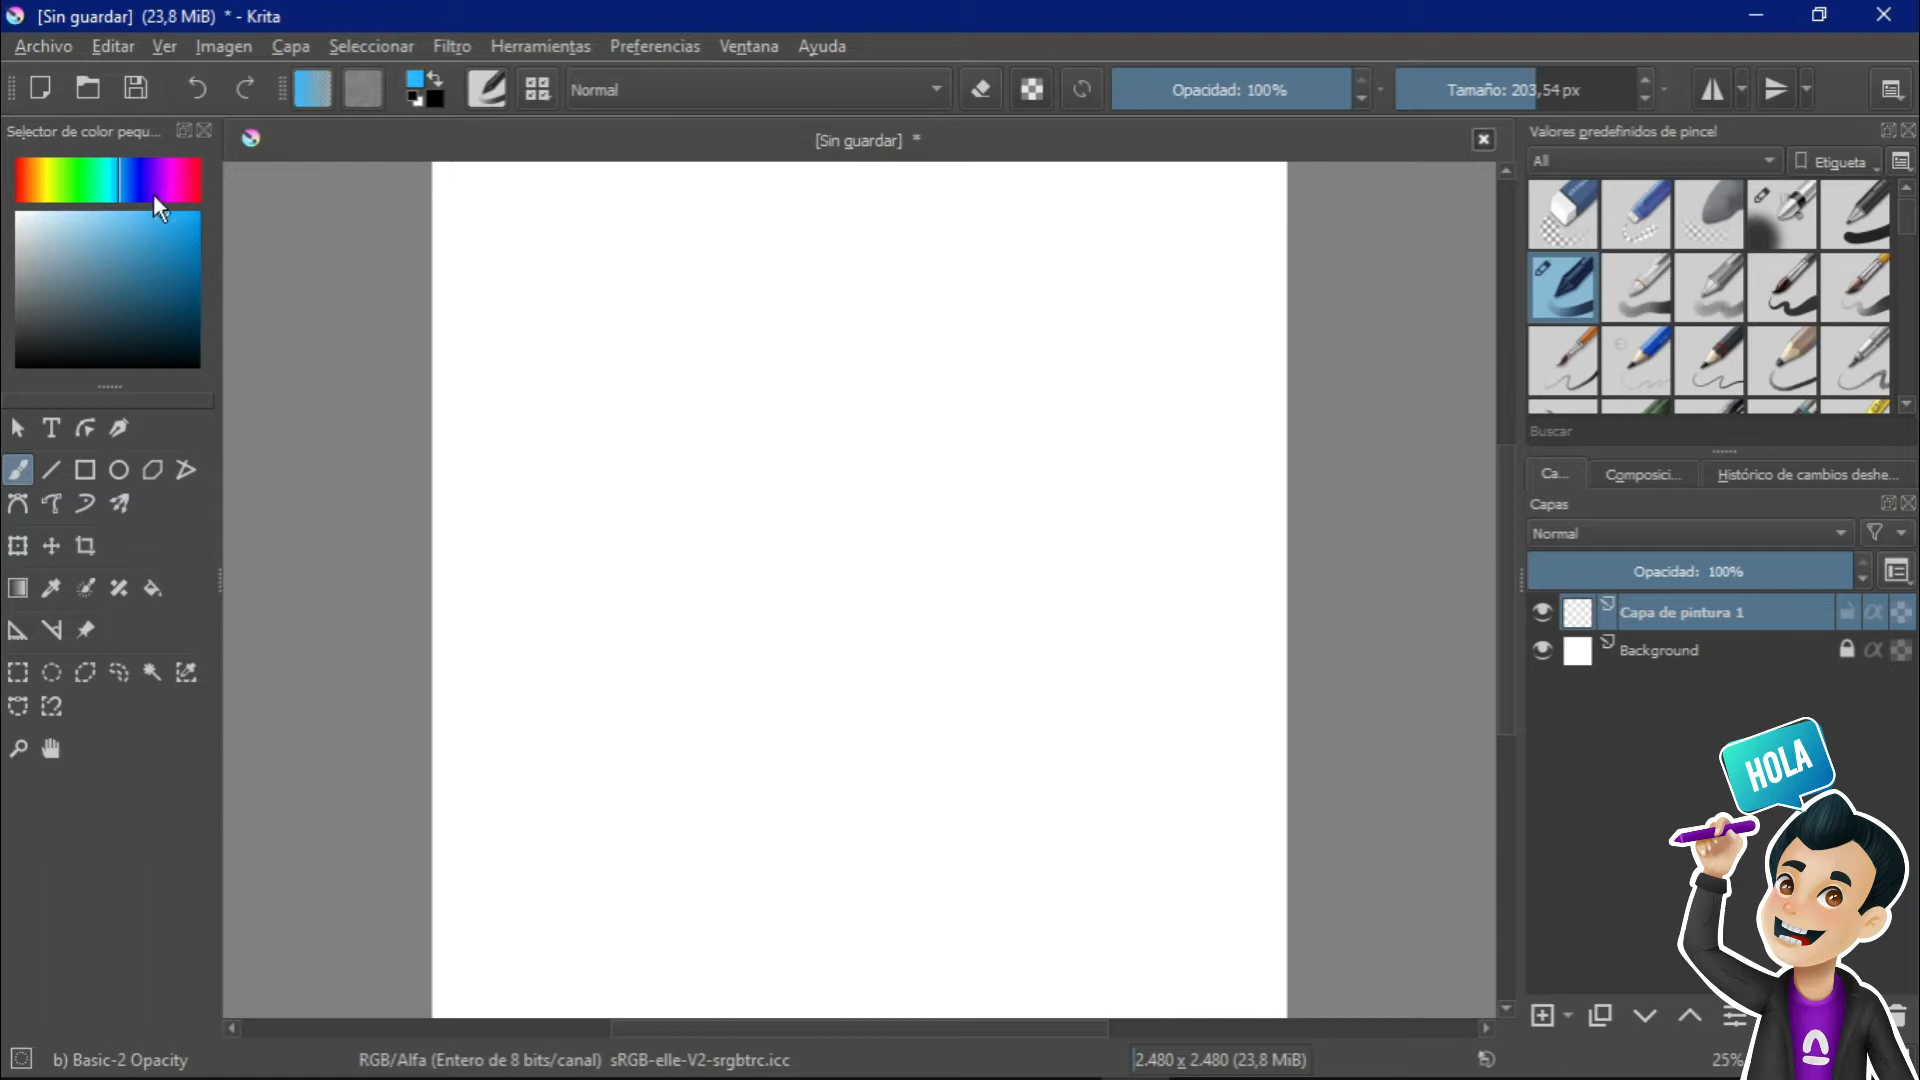 [Sin guardar]  (23,8 MiB)  * - Krita
Archivo Editar Ver Imagen Capa Seleccionar Filtro Herramientas Preferencias Ventana Ayuda
Normal
Opacidad: 100%
Tamaño: 203,54 px
Selector de color pequ...
[Sin guardar]  *
Valores predefinidos de pincel
All
Etiqueta
Buscar
Ca...
Composici...
Histórico de cambios deshe...
Capas
Normal
Opacidad:  100%
Capa de pintura 1
Background
HOLA
b) Basic-2 Opacity
RGB/Alfa (Entero de 8 bits/canal)  sRGB-elle-V2-srgbtrc.icc
2.480 x 2.480 (23,8 MiB)
25%